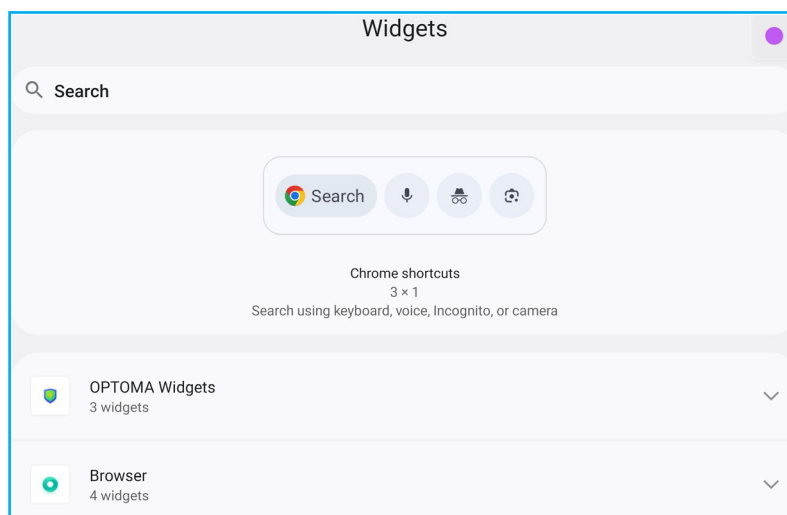 Widgets
Search
Search
Chrome shortcuts
3 × 1
Search using keyboard, voice, Incognito, or camera
OPTOMA Widgets
3 widgets
Browser
4 widgets